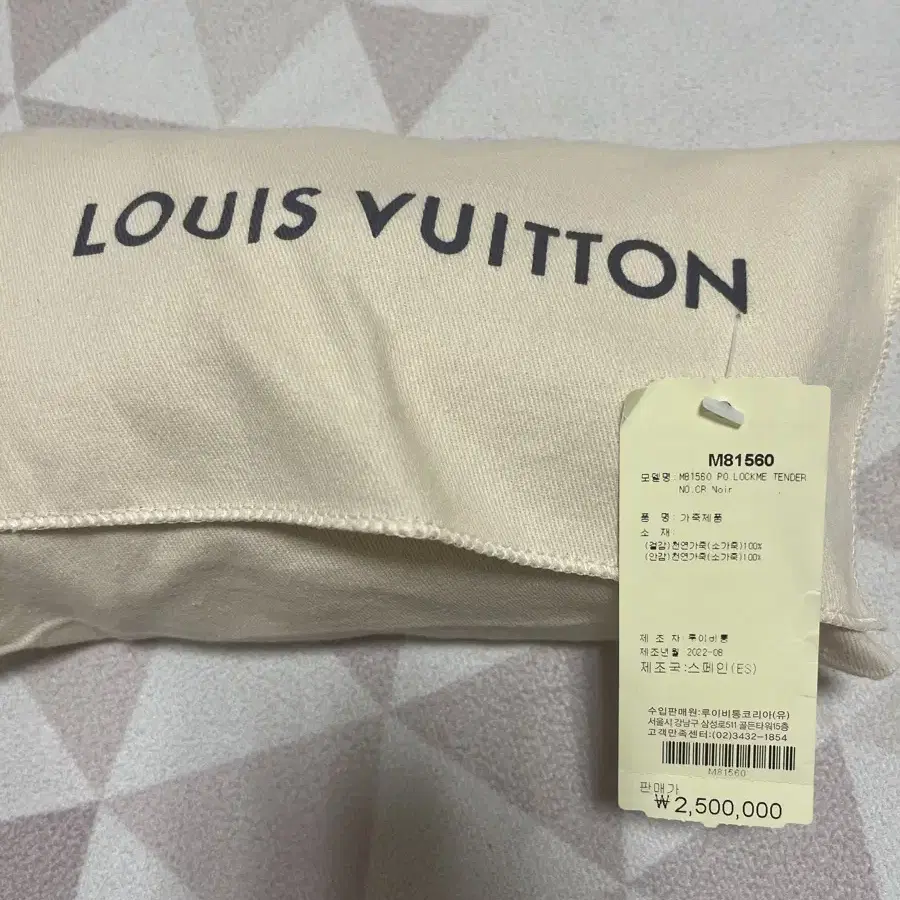 LOUIS VUITTON
M81560
모델명: M81560 PO.LOCKME TENDER
NO.CR Noir
품 명: 가죽제품
소 재:
(겉감)천연가죽(소가죽)100%
(안감)천연가죽(소가죽)100%
제 조 자: 루이비통
제조년월 2022-08
제조국:스페인(ES)
수입판매원:루이비통코리아(유)
서울시 강남구 삼성로511 골든타워15층
고객만족센터:(02)3432-1854
M81560
판매가
₩2,500,000